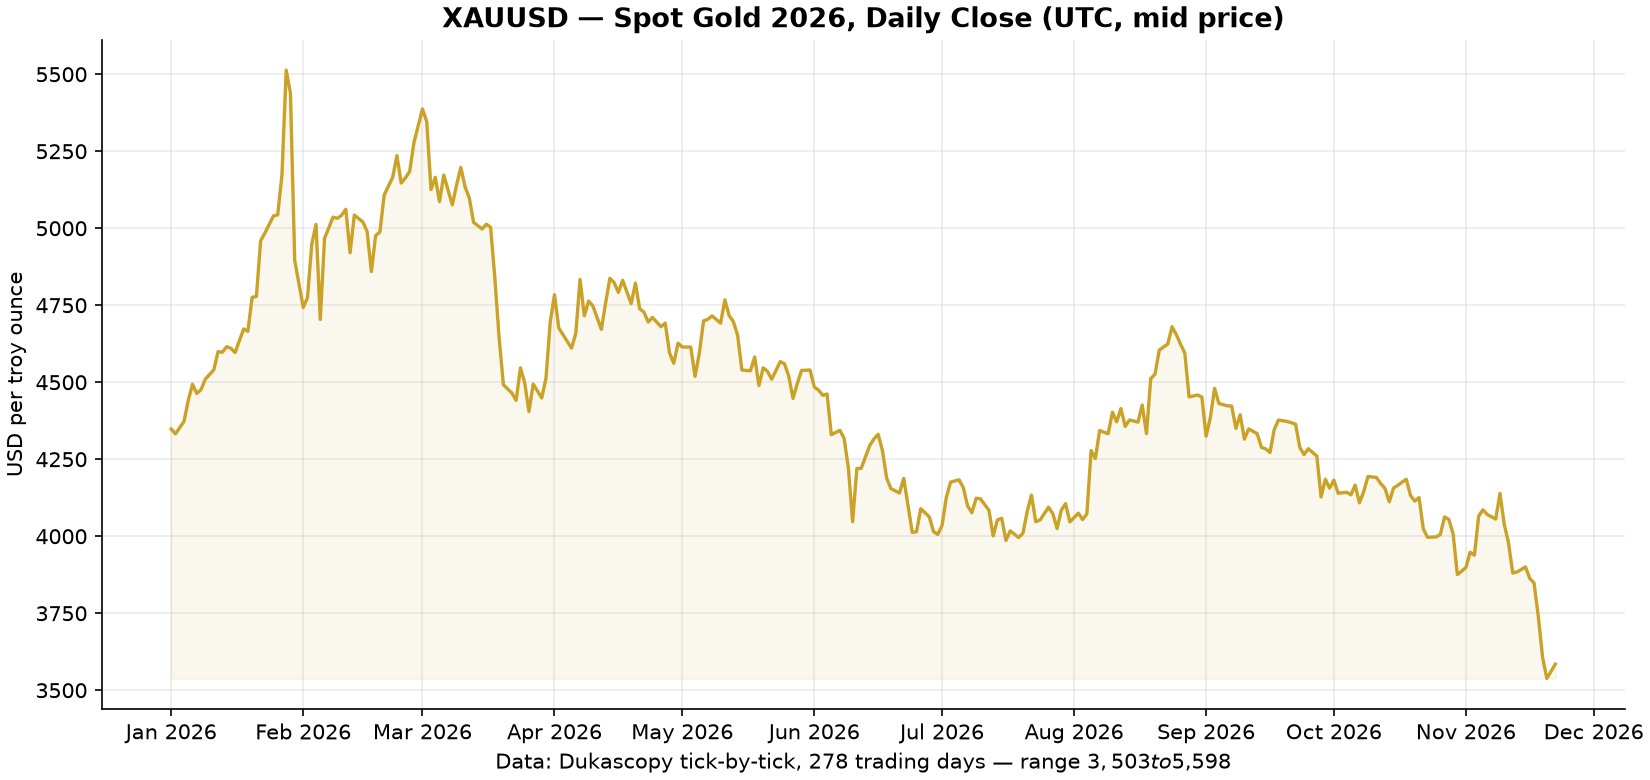 XAUUSD — Spot Gold 2026, Daily Close (UTC, mid price)
USD per troy ounce
5500
5250
5000
4750
4500
4250
4000
3750
3500
Jan 2026
Feb 2026
Mar 2026
Apr 2026
May 2026
Jun 2026
Jul 2026
Aug 2026
Sep 2026
Oct 2026
Nov 2026
Dec 2026
Data: Dukascopy tick-by-tick, 278 trading days — range 3,503to5,598